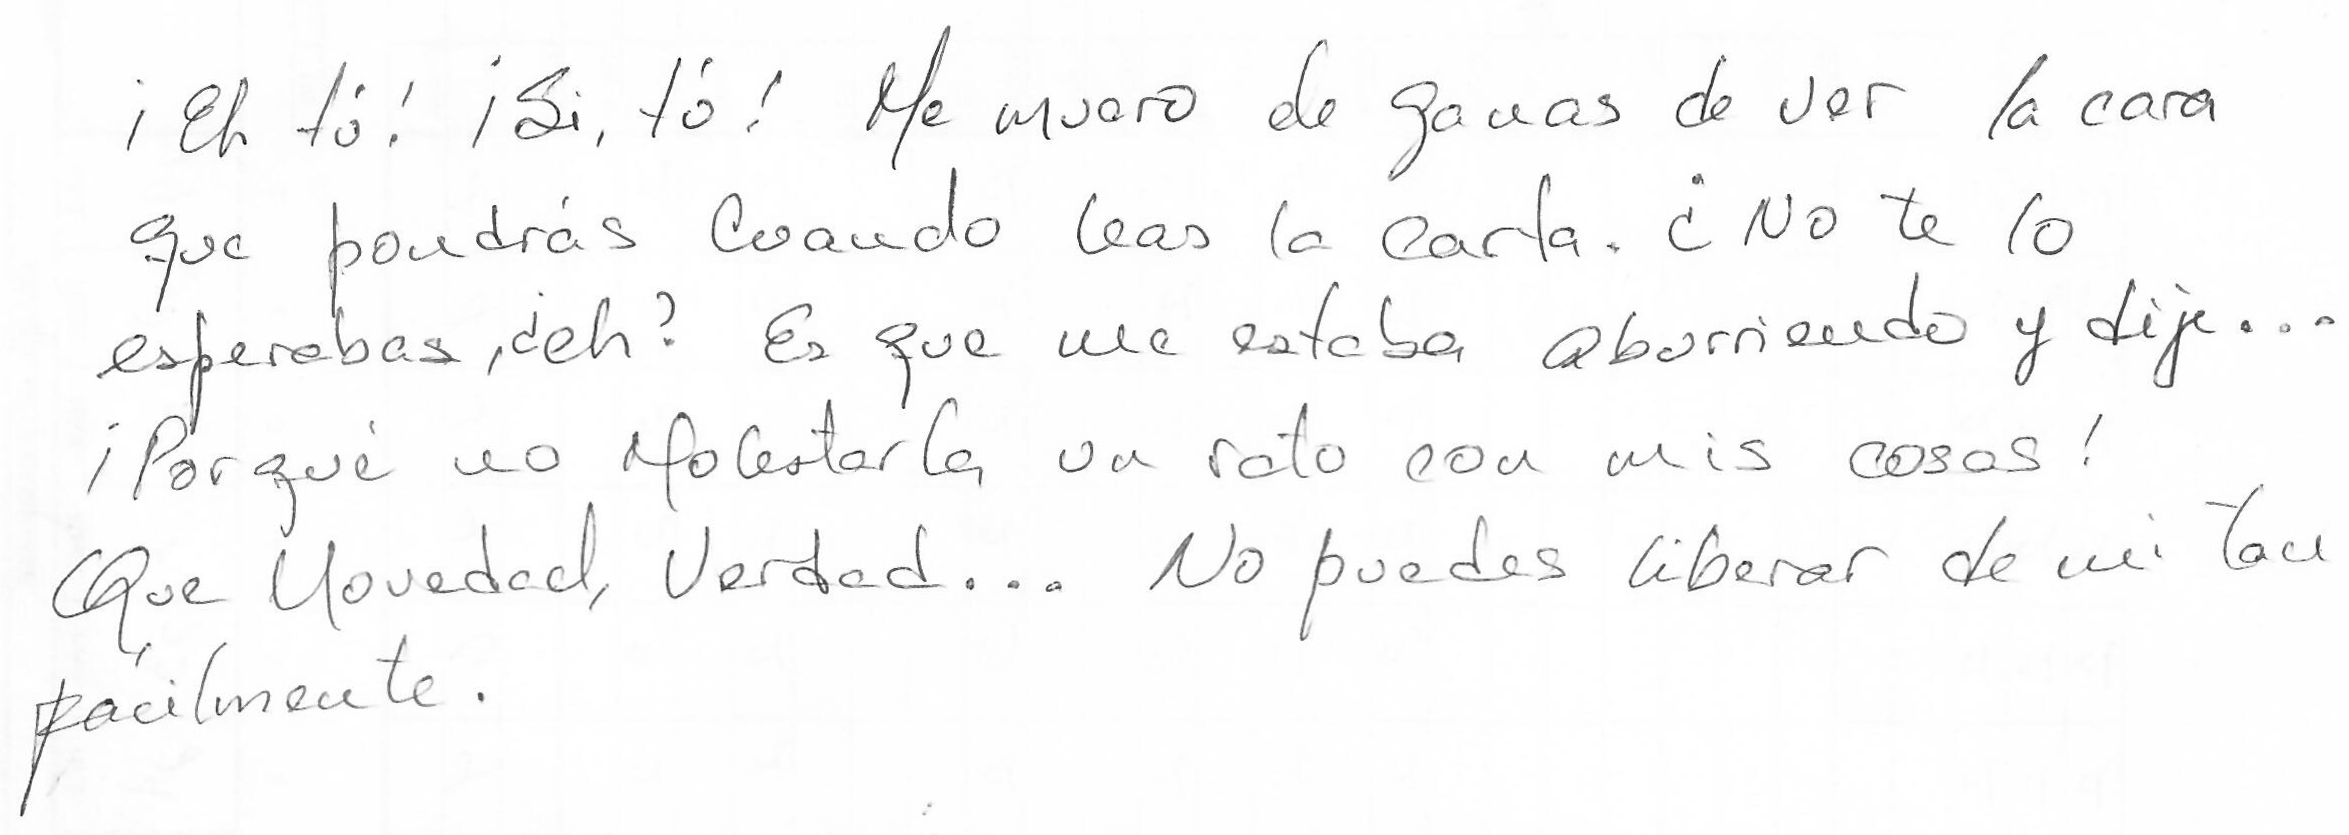 ¡Eh tú! ¡Si, tú! Me muero de ganas de ver la cara
que pondrás cuando leas la carta. ¿No te lo
esperabas, ¿eh? Es que me estaba aburriendo y dije...
¡Porqué no molestarla un rato con mis cosas!
Que Novedad, Verdad... No puedes liberar de mi tan
fácilmente.